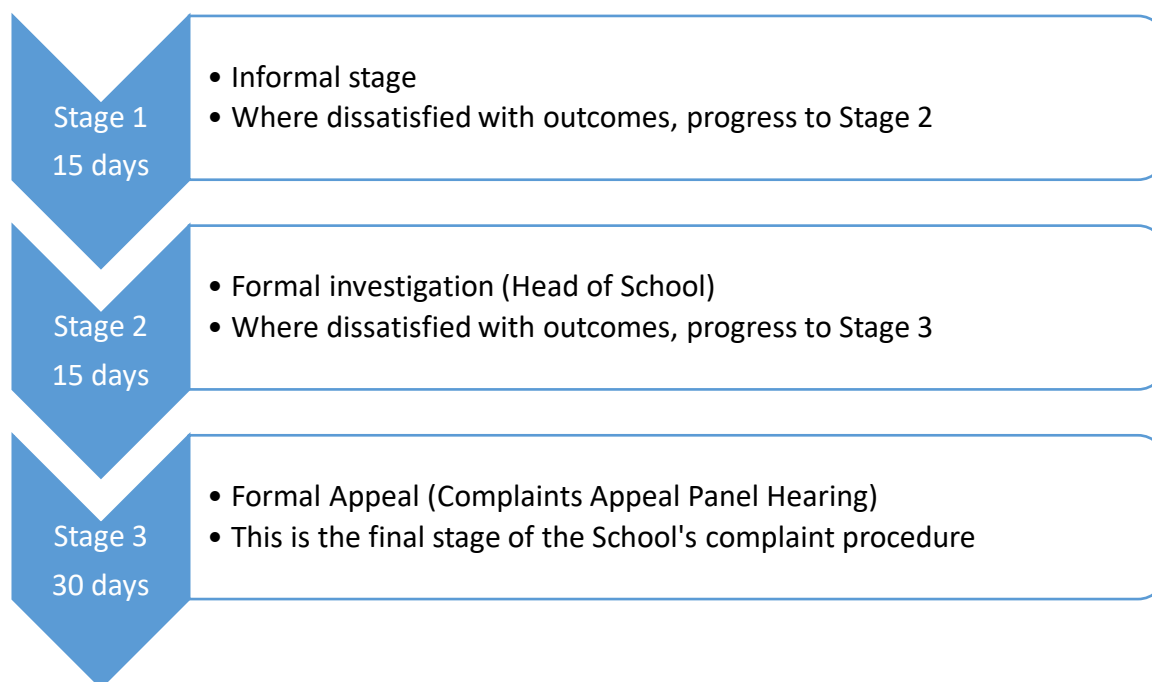 Stage 1
15 days
• Informal stage
• Where dissatisfied with outcomes, progress to Stage 2
Stage 2
15 days
• Formal investigation (Head of School)
• Where dissatisfied with outcomes, progress to Stage 3
Stage 3
30 days
• Formal Appeal (Complaints Appeal Panel Hearing)
• This is the final stage of the School's complaint procedure